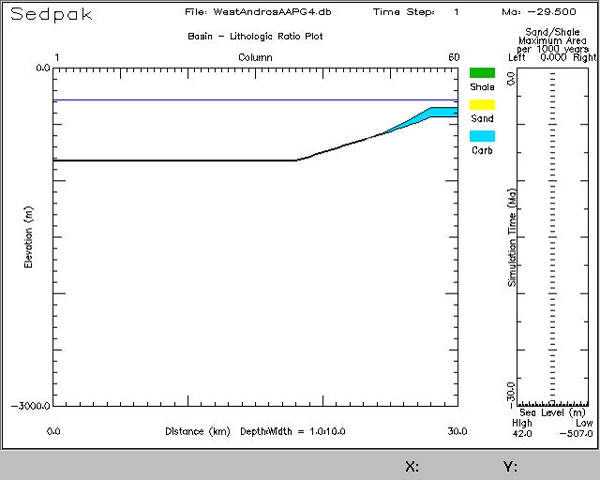 Sedpak File: WestAndrosAAPG4.db Time Step: 1 Ma: -29.500
Basin - Lithologic Ratio Plot
Sand/Shale
Maximum Area
per 1000 years
1 Column 60
Left 0.000 Right
0.0
0.0
Shale
Sand
Carb
Elevation (m)
Simulation Time (Ma)
-3000.0
-30.0
0.0 Distance (km) Depth:Width = 1.0:10.0 30.0
Sea Level (m)
High Low
42.0 -507.0
X: Y: